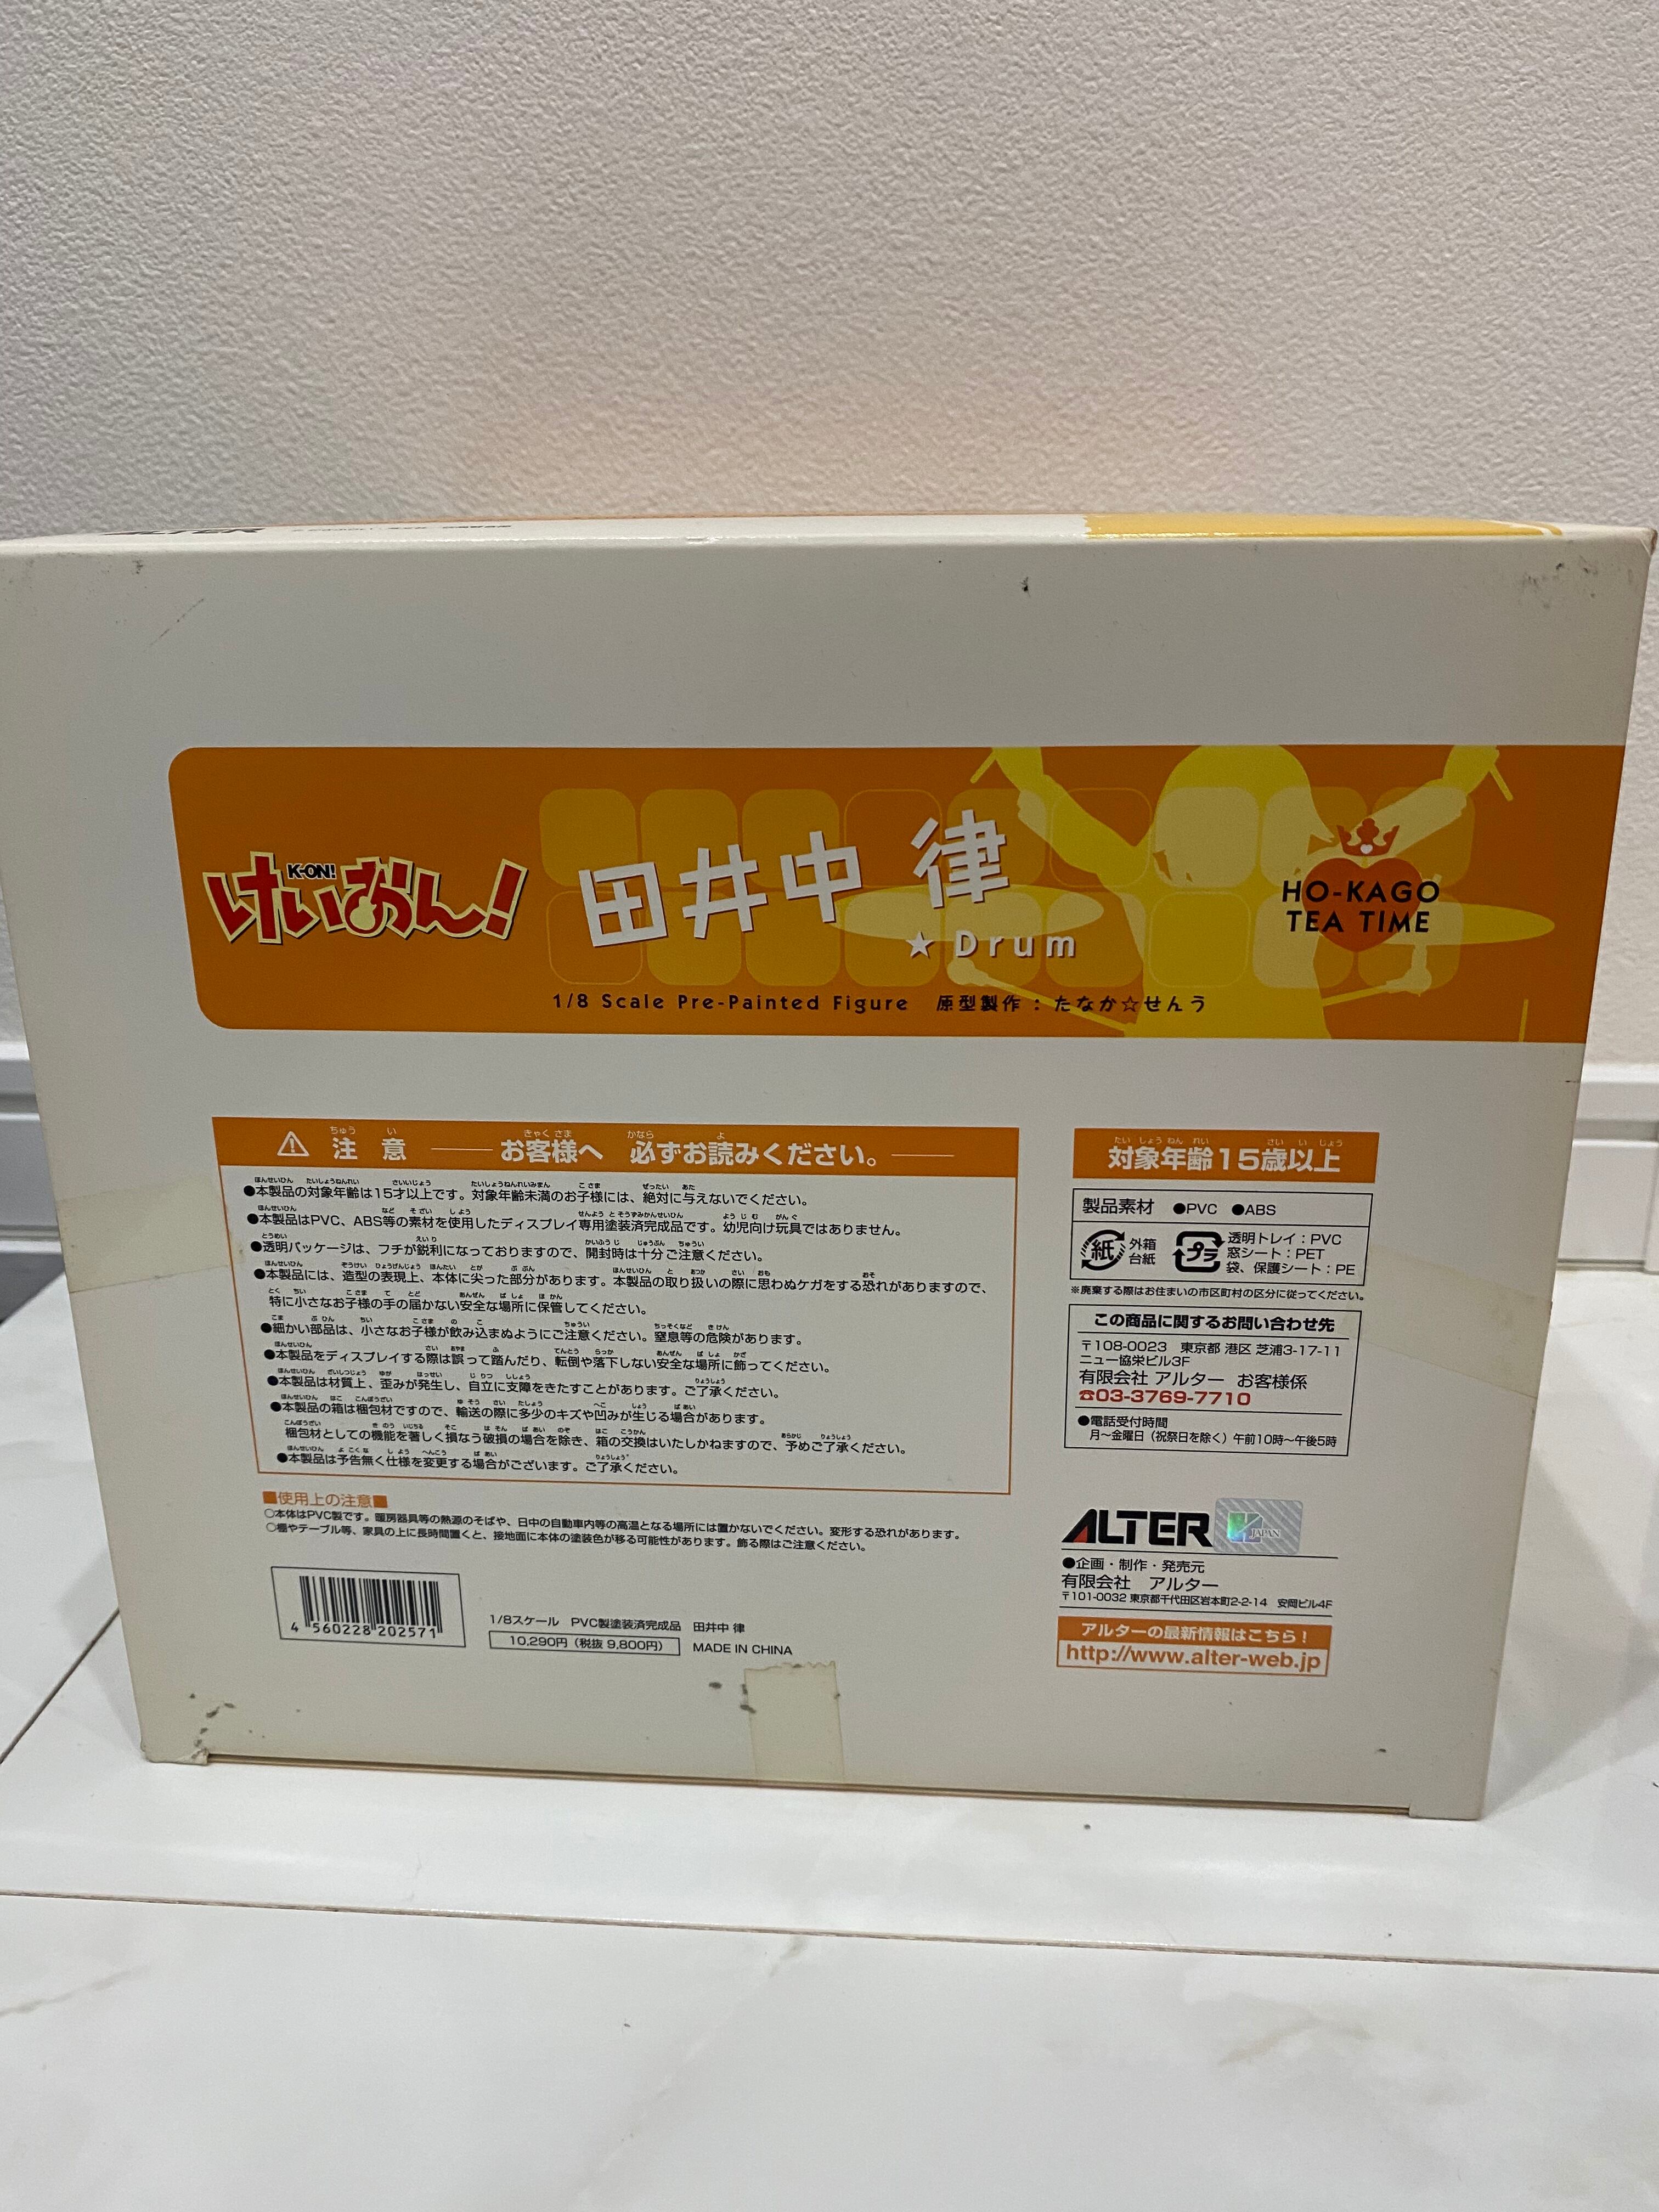 ALTER
K-ON!
けいおん!
田井中 律
★Drum
HO-KAGO
TEA TIME
1/8 Scale Pre-Painted Figure 原型製作:たなか☆せんう
注意 お客様へ 必ずお読みください。
●本製品の対象年齢は15才以上です。対象年齢未満のお子様には、絶対に与えないでください。
●本製品はPVC、ABS等の素材を使用したディスプレイ専用塗装済完成品です。幼児向け玩具ではありません。
●透明パッケージは、フチが鋭利になっておりますので、開封時は十分ご注意ください。
●本製品には、造型の表現上、本体に尖った部分があります。本製品の取り扱いの際に思わぬケガをする恐れがありますので、
特に小さなお子様の手の届かない安全な場所に保管してください。
●細かい部品は、小さなお子様が飲み込まぬようにご注意ください。窒息等の危険があります。
●本製品をディスプレイする際は誤って踏んだり、転倒や落下しない安全な場所に飾ってください。
●本製品は材質上、歪みが発生し、自立に支障をきたすことがあります。ご了承ください。
●本製品の箱は梱包材ですので、輸送の際に多少のキズや凹みが生じる場合があります。
梱包材としての機能を著しく損なう破損の場合を除き、箱の交換はいたしかねますので、予めご了承ください。
●本製品は予告無く仕様を変更する場合がございます。ご了承ください。
■使用上の注意■
○本体はPVC製です。暖房器具等の熱源のそばや、日中の自動車内等の高温となる場所には置かないでください。変形する恐れがあります。
○棚やテーブル等、家具の上に長時間置くと、接地面に本体の塗装色が移る可能性があります。飾る際はご注意ください。
4 560228 202571
1/8スケール PVC製塗装済完成品 田井中 律
10,290円(税抜 9,800円) MADE IN CHINA
対象年齢15歳以上
製品素材 ●PVC ●ABS
紙 外箱
台紙
プラ 透明トレイ:PVC
窓シート:PET
袋、保護シート:PE
※廃棄する際はお住まいの市区町村の区分に従ってください。
この商品に関するお問い合わせ先
〒108-0023 東京都 港区 芝浦3-17-11
ニュー協栄ビル3F
有限会社 アルター お客様係
☎03-3769-7710
●電話受付時間
月〜金曜日(祝祭日を除く)午前10時〜午後5時
ALTER
JAPAN
●企画・制作・発売元
有限会社 アルター
〒101-0032 東京都千代田区岩本町2-2-14 安岡ビル4F
アルターの最新情報はこちら!
http://www.alter-web.jp